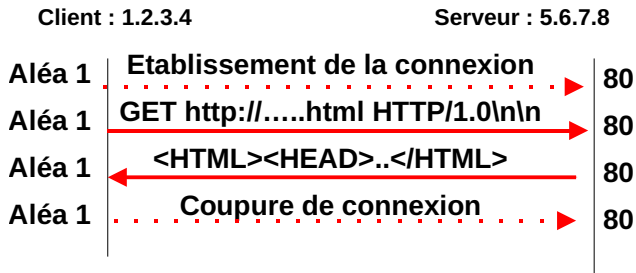 Client : 1.2.3.4 Serveur : 5.6.7.8
Aléa 1 Etablissement de la connexion 80
Aléa 1 GET http://…..html HTTP/1.0\n\n 80
Aléa 1 <HTML><HEAD>..</HTML> 80
Aléa 1 Coupure de connexion 80